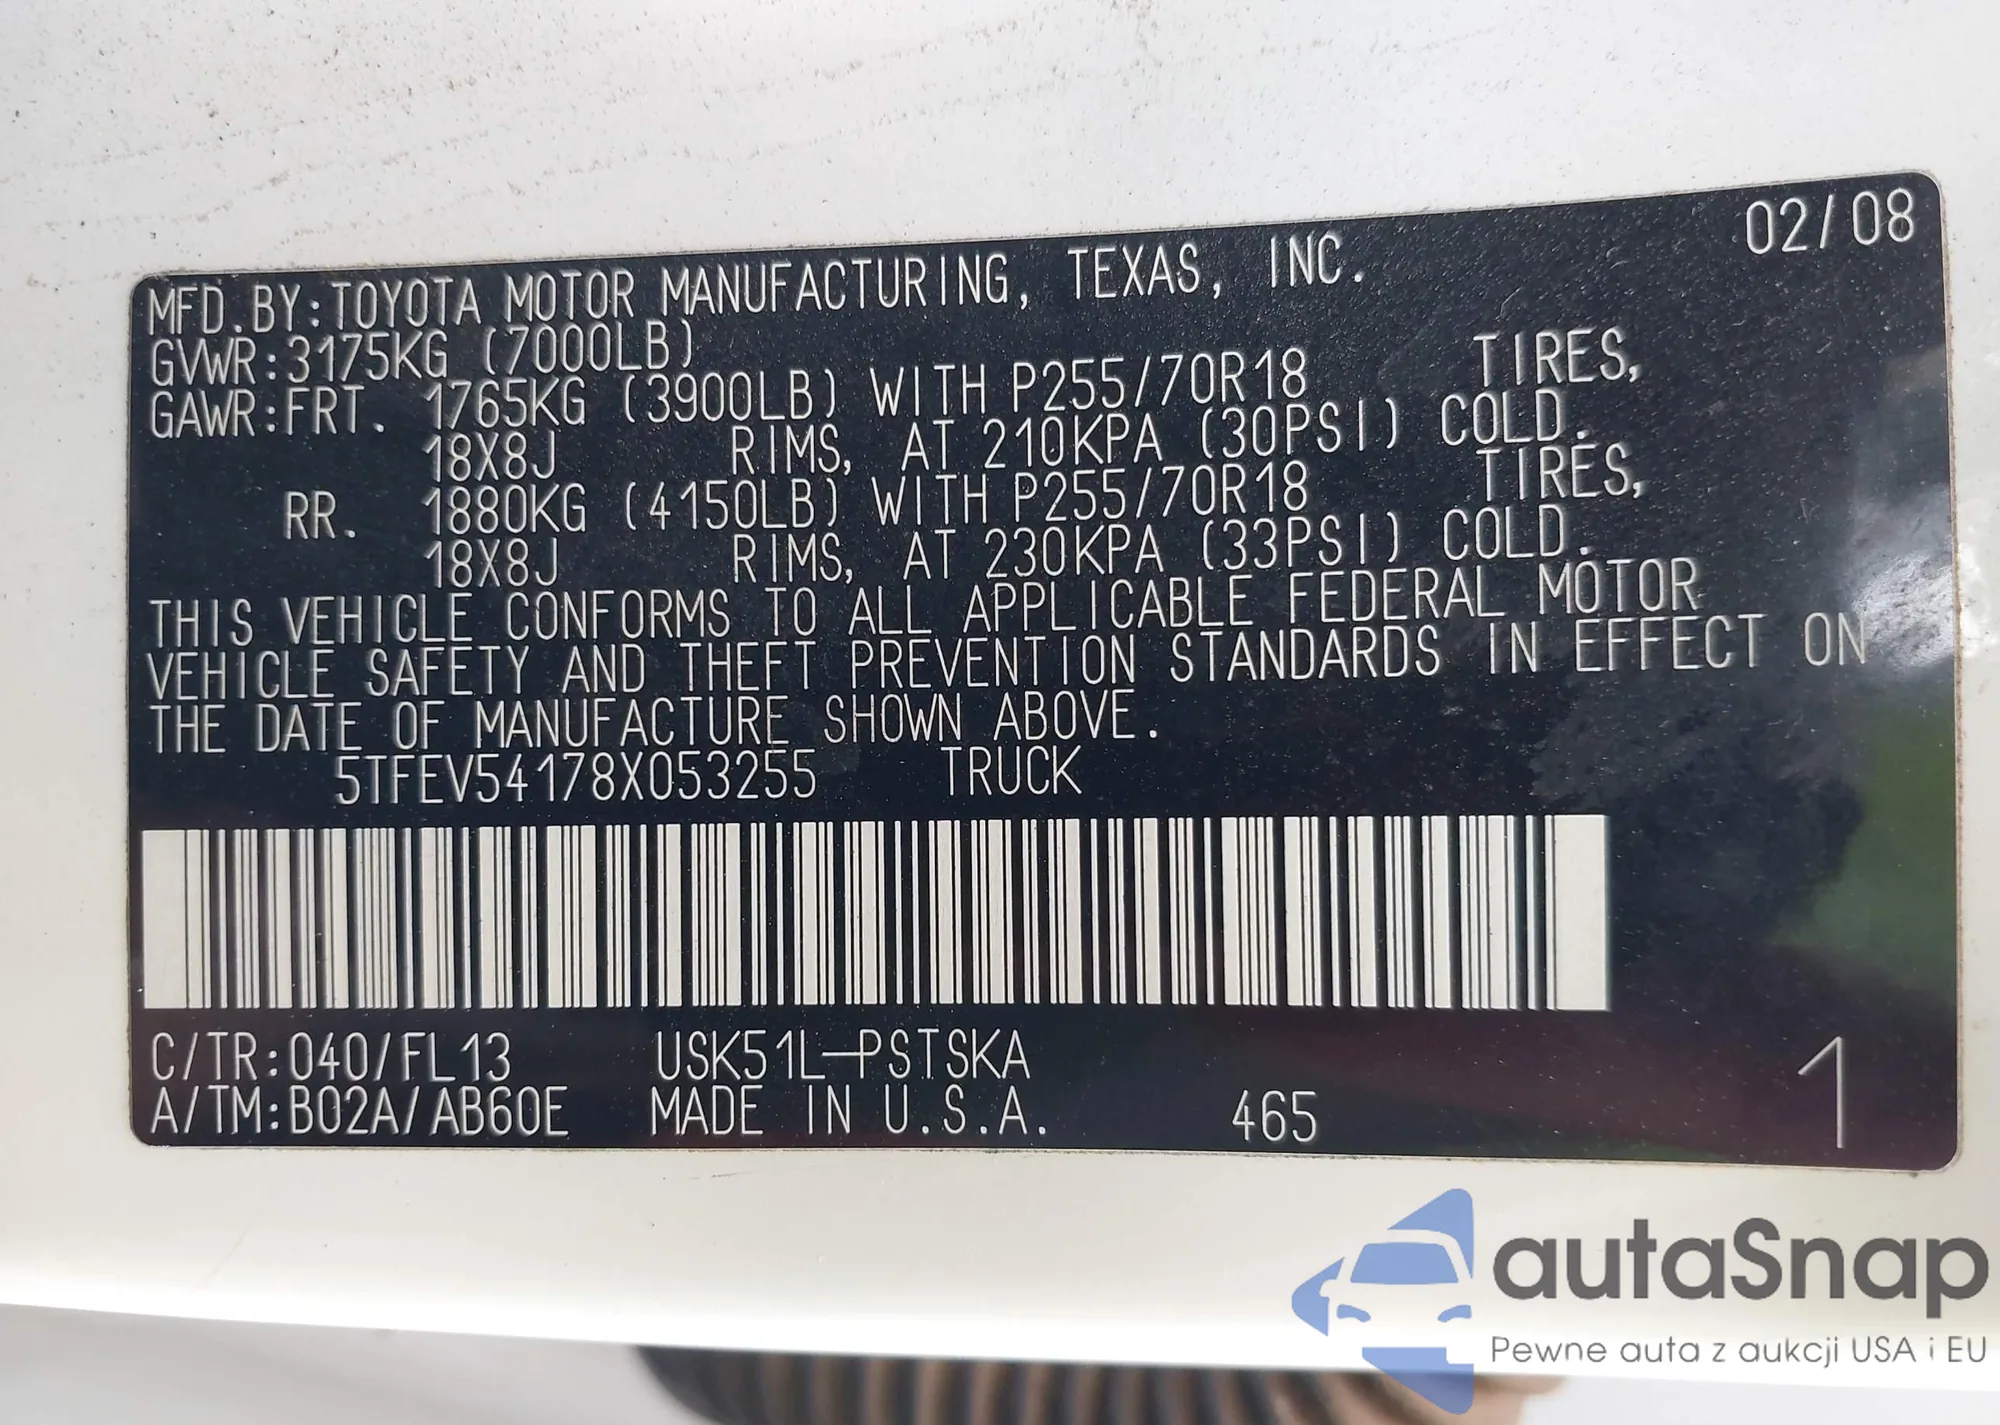 02/08
MFD. BY: TOYOTA MOTOR MANUFACTURING, TEXAS, INC.
GVWR: 3175KG (7000LB)
GAWR: FRT. 1765KG (3900LB) WITH P255/70R18 TIRES,
18X8J RIMS, AT 210KPA (30PSI) COLD.
RR. 1880KG (4150LB) WITH P255/70R18 TIRES,
18X8J RIMS, AT 230KPA (33PSI) COLD.
THIS VEHICLE CONFORMS TO ALL APPLICABLE FEDERAL MOTOR
VEHICLE SAFETY AND THEFT PREVENTION STANDARDS IN EFFECT ON
THE DATE OF MANUFACTURE SHOWN ABOVE.
5TFEV54178X053255 TRUCK
C/TR: 040/FL13 USK51L-PSTSKA
A/TM: B02A/AB60E MADE IN U.S.A. 465
1
autaSnap
Pewne auta z aukcji USA i EU